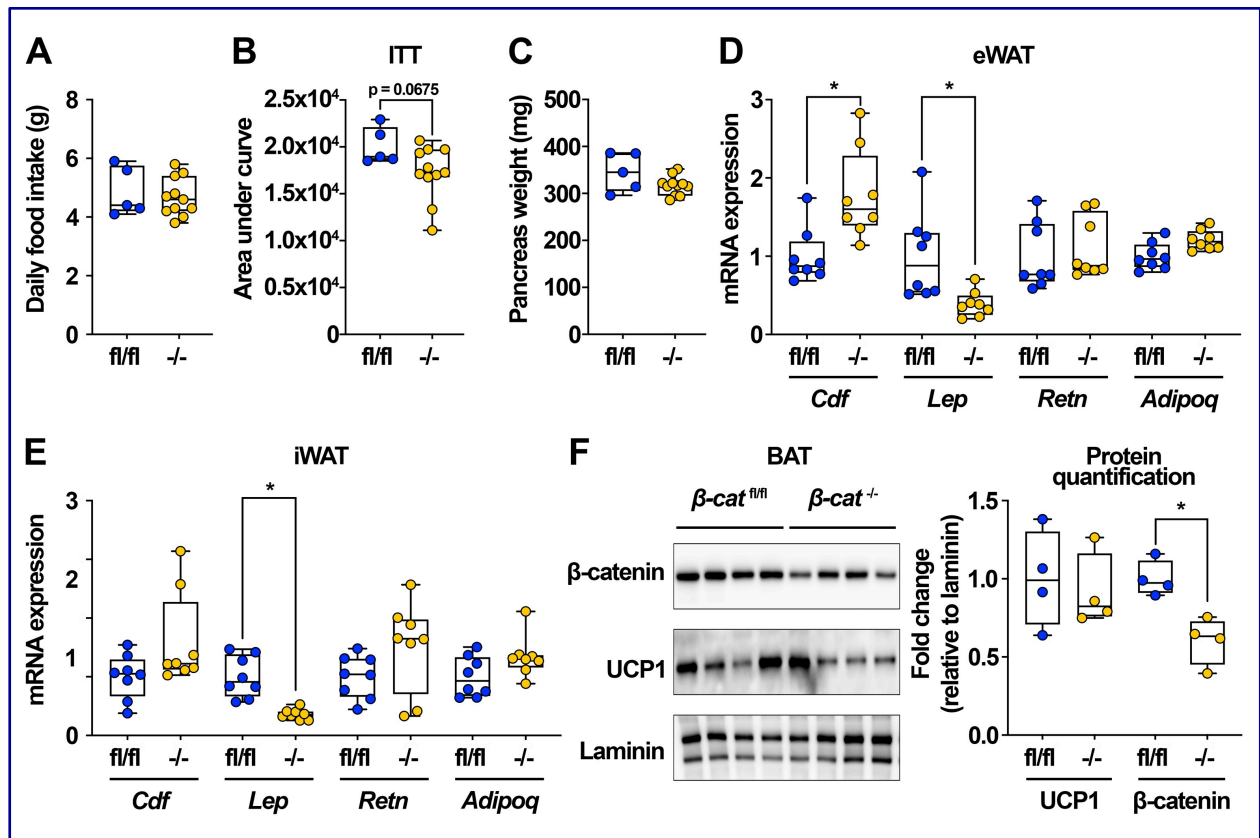 A
Daily food intake (g)
8
6
4
2
0
fl/fl -/-
B
ITT
p = 0.0675
Area under curve
2.5x10⁴
2.0x10⁴
1.5x10⁴
1.0x10⁴
0.5x10⁴
0
fl/fl -/-
C
Pancreas weight (mg)
500
400
300
200
100
0
fl/fl -/-
D
eWAT
mRNA expression
3
2
1
0
* *
fl/fl -/- fl/fl -/- fl/fl -/- fl/fl -/-
Cdf Lep Retn Adipoq
E
iWAT
mRNA expression
3
2
1
0
*
fl/fl -/- fl/fl -/- fl/fl -/- fl/fl -/-
Cdf Lep Retn Adipoq
F
BAT
β-cat fl/fl β-cat -/-
β-catenin
UCP1
Laminin
Protein
quantification
Fold change
(relative to laminin)
1.5
1.0
0.5
0.0
*
fl/fl -/- fl/fl -/-
UCP1 β-catenin